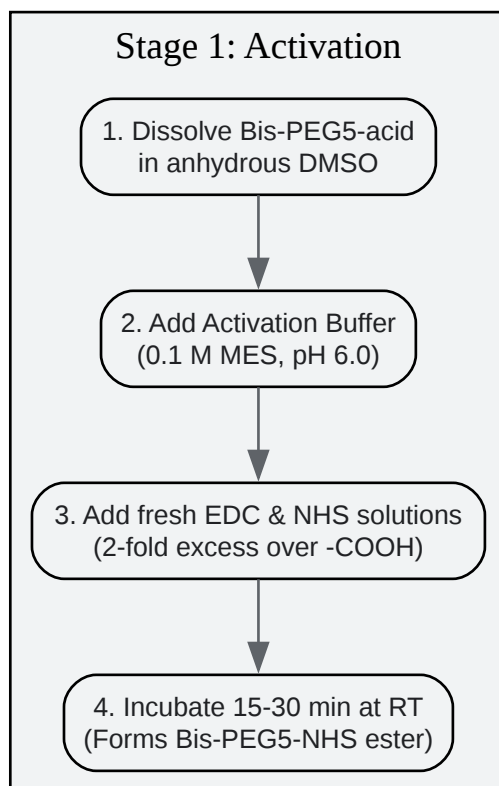 Stage 1: Activation
1. Dissolve Bis-PEG5-acid
in anhydrous DMSO
2. Add Activation Buffer
(0.1 M MES, pH 6.0)
3. Add fresh EDC & NHS solutions
(2-fold excess over -COOH)
4. Incubate 15-30 min at RT
(Forms Bis-PEG5-NHS ester)